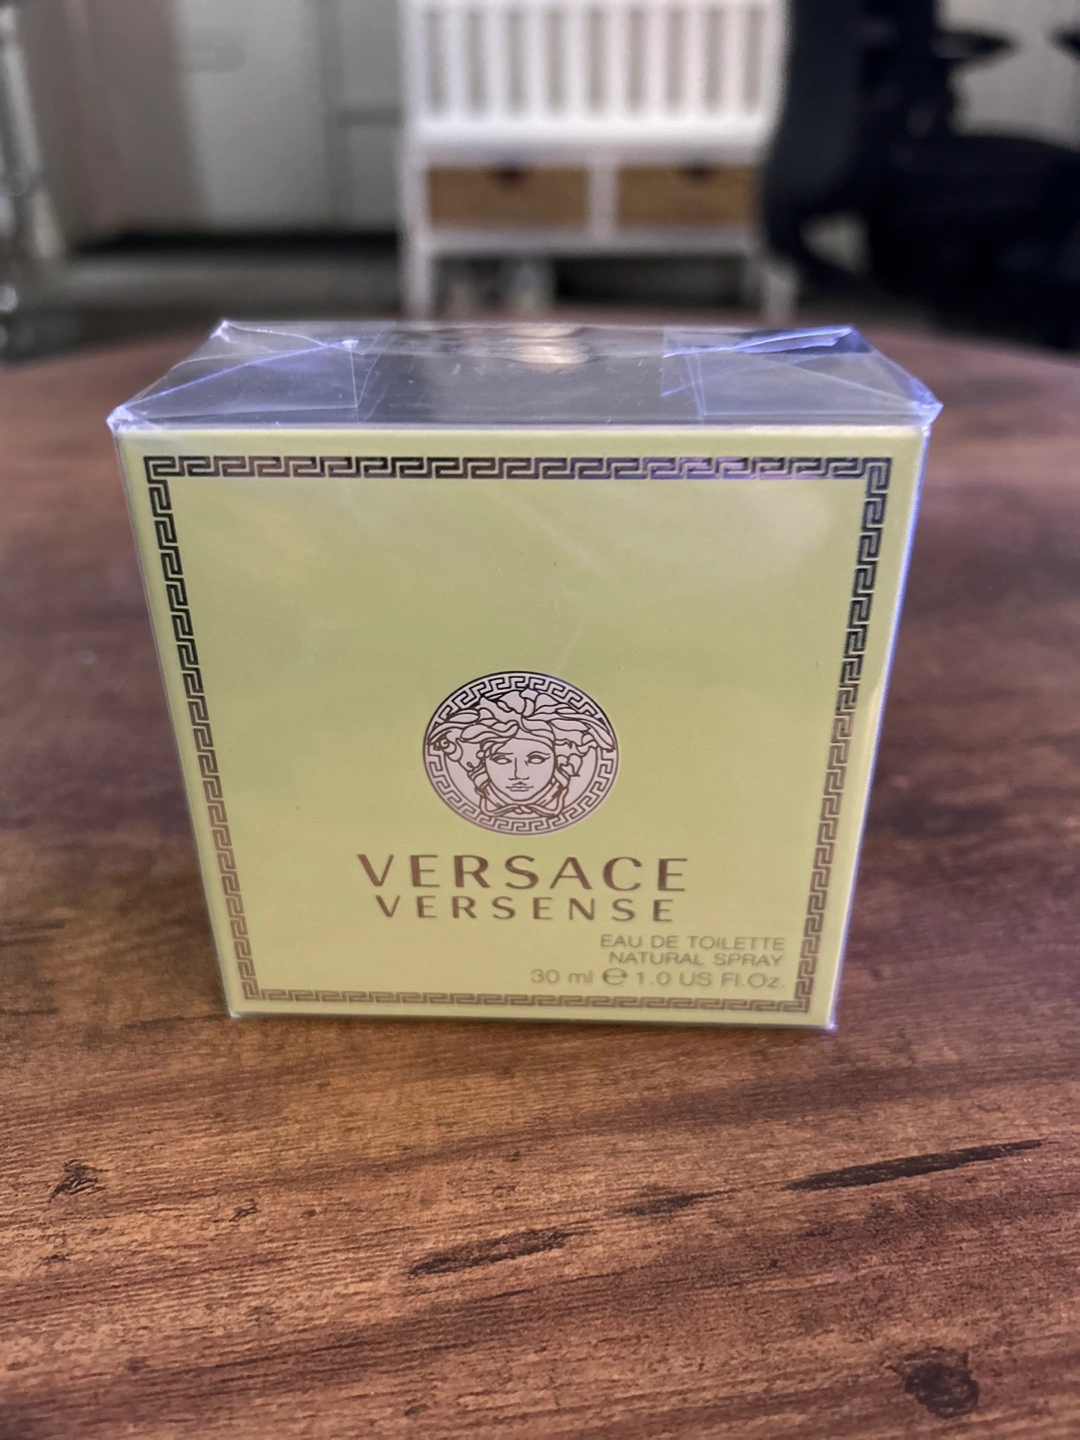 VERSACE
VERSENSE
EAU DE TOILETTE
NATURAL SPRAY
30 ml ℮ 1.0 US Fl.Oz.